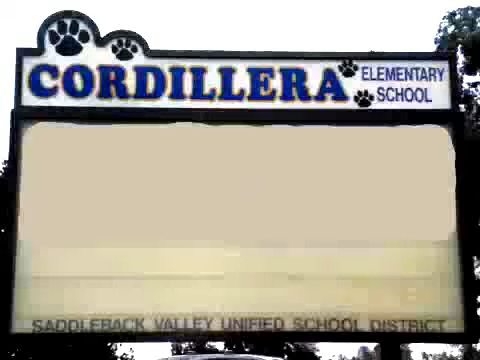 CORDILLERA
ELEMENTARY
SCHOOL
SADDLEBACK VALLEY UNIFIED SCHOOL DISTRICT